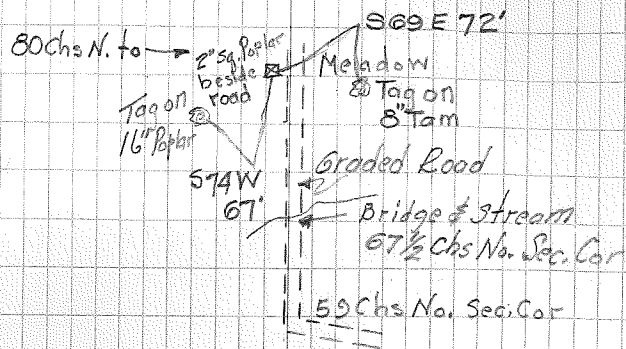 S69E 72'
80 Chs N. to
2" Sq. Poplar
beside
road
Meadow
Tag on
8" Tam
Tag on
16" Poplar
S74W
67'
Graded Road
Bridge & Stream
67½ Chs No. Sec. Cor
59 Chs No. Sec. Cor